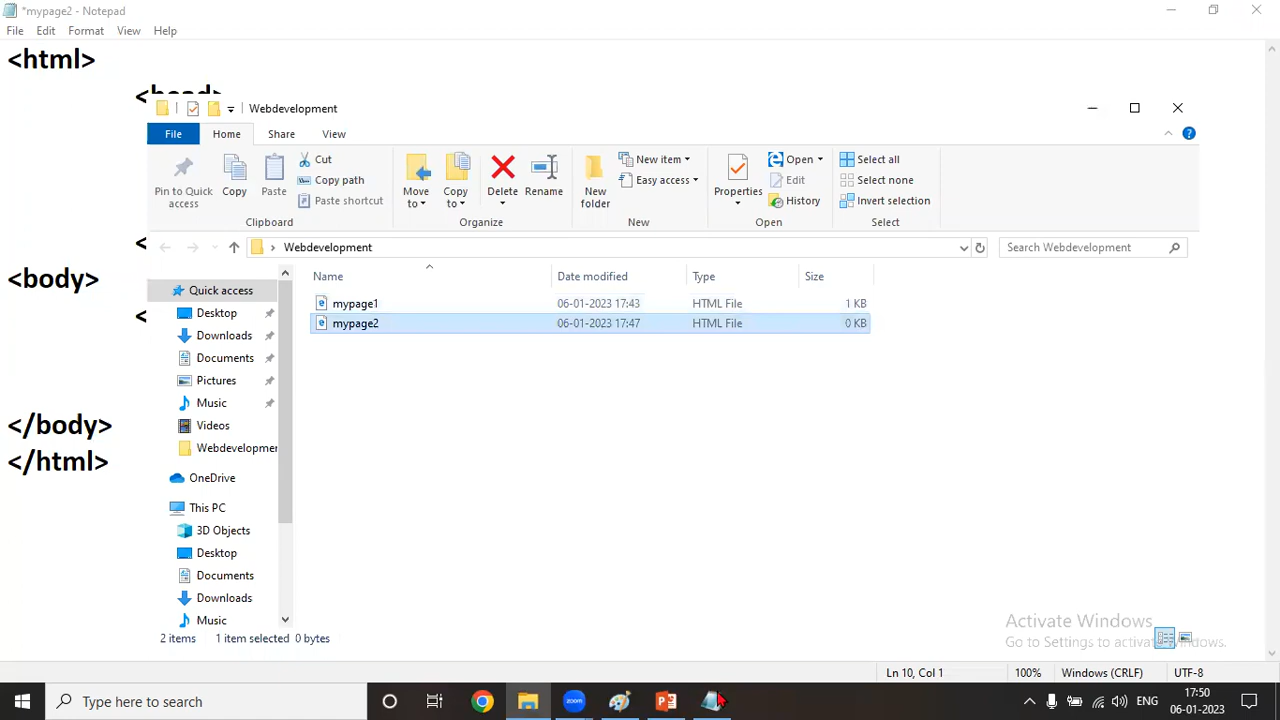 *mypage2 - Notepad
File Edit Format View Help
<html>
<head>
Webdevelopment
File Home Share View
Pin to Quick access
Copy
Paste
Cut
Copy path
Paste shortcut
Clipboard
Move to
Copy to
Delete
Rename
Organize
New folder
New item
Easy access
New
Properties
Open
Edit
History
Open
Select all
Select none
Invert selection
Select
Webdevelopment
Search Webdevelopment
Name Date modified Type Size
mypage1 06-01-2023 17:43 HTML File 1 KB
mypage2 06-01-2023 17:47 HTML File 0 KB
<
<body>
<
</body>
</html>
Quick access
Desktop
Downloads
Documents
Pictures
Music
Videos
Webdevelopmen
OneDrive
This PC
3D Objects
Desktop
Documents
Downloads
Music
2 items 1 item selected 0 bytes
Activate Windows
Go to Settings to activate Windows.
Ln 10, Col 1 100% Windows (CRLF) UTF-8
Type here to search
zoom
ENG
17:50
06-01-2023